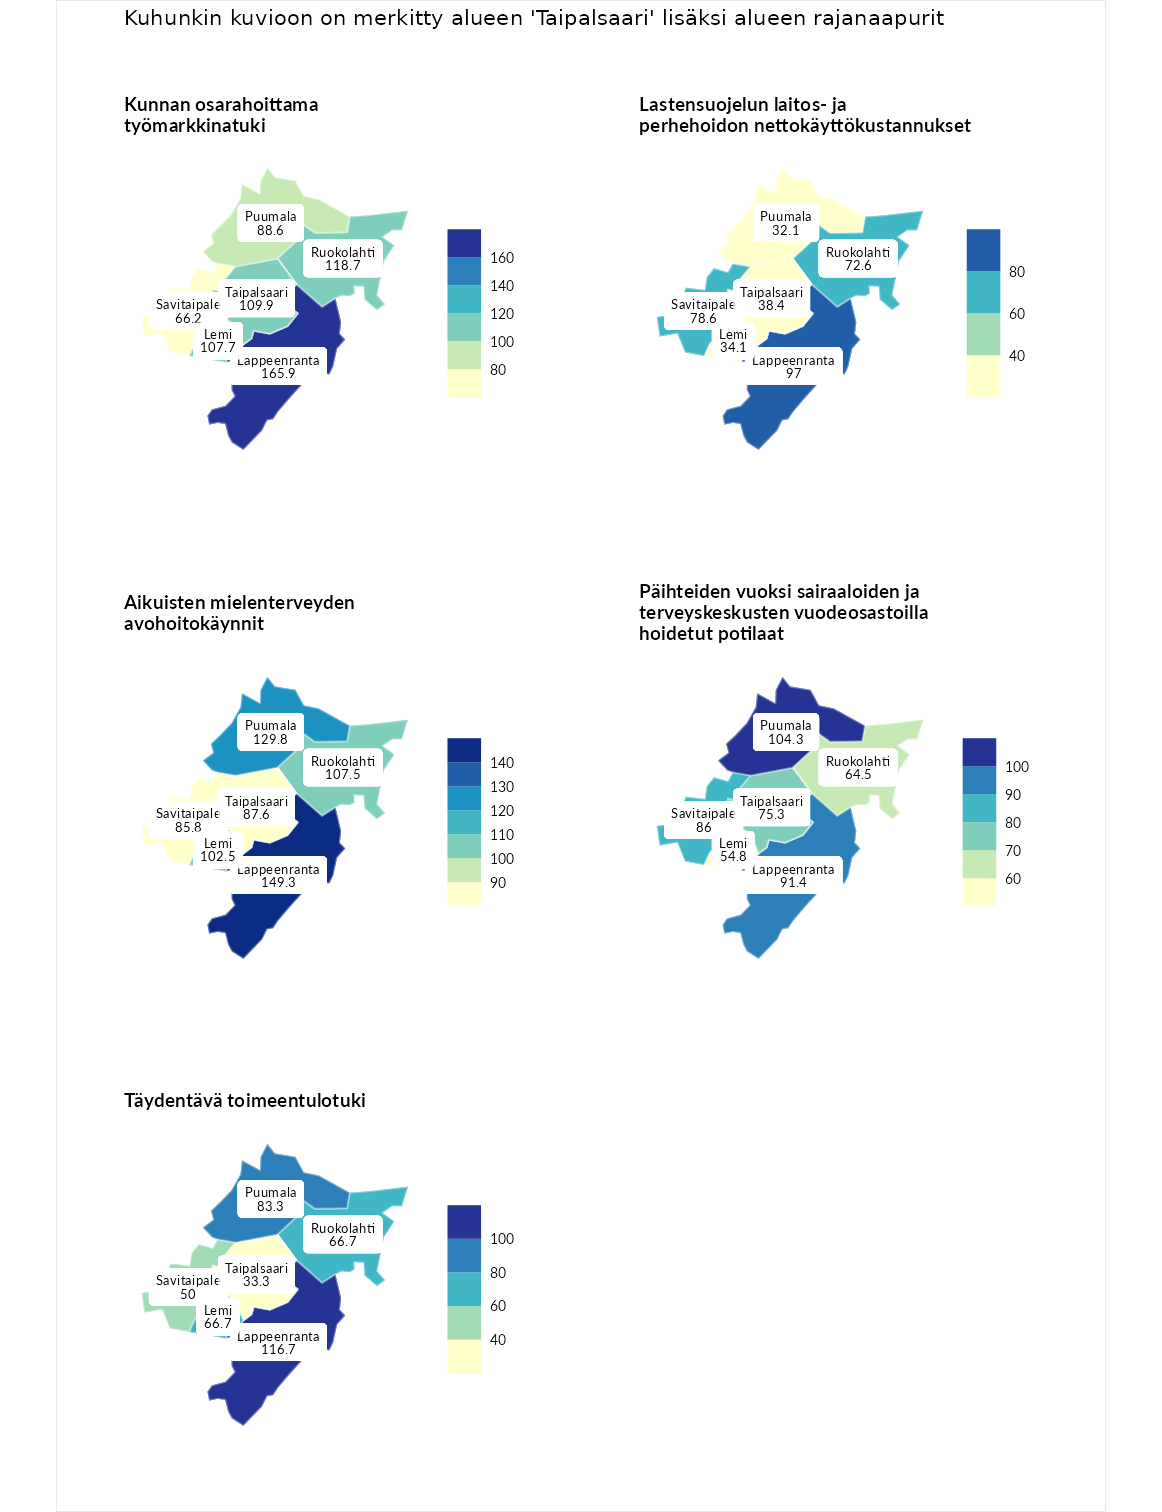 Kuhunkin kuvioon on merkitty alueen 'Taipalsaari' lisäksi alueen rajanaapurit
Kunnan osarahoittama
työmarkkinatuki
Puumala
88.6
Ruokolahti
118.7
Taipalsaari
109.9
Savitaipale
66.2
Lemi
107.7
Lappeenranta
165.9
160
140
120
100
80
Lastensuojelun laitos- ja
perhehoidon nettokäyttökustannukset
Puumala
32.1
Ruokolahti
72.6
Taipalsaari
38.4
Savitaipale
78.6
Lemi
34.1
Lappeenranta
97
80
60
40
Aikuisten mielenterveyden
avohoitokäynnit
Puumala
129.8
Ruokolahti
107.5
Taipalsaari
87.6
Savitaipale
85.8
Lemi
102.5
Lappeenranta
149.3
140
130
120
110
100
90
Päihteiden vuoksi sairaaloiden ja
terveyskeskusten vuodeosastoilla
hoidetut potilaat
Puumala
104.3
Ruokolahti
64.5
Taipalsaari
75.3
Savitaipale
86
Lemi
54.8
Lappeenranta
91.4
100
90
80
70
60
Täydentävä toimeentulotuki
Puumala
83.3
Ruokolahti
66.7
Taipalsaari
33.3
Savitaipale
50
Lemi
66.7
Lappeenranta
116.7
100
80
60
40